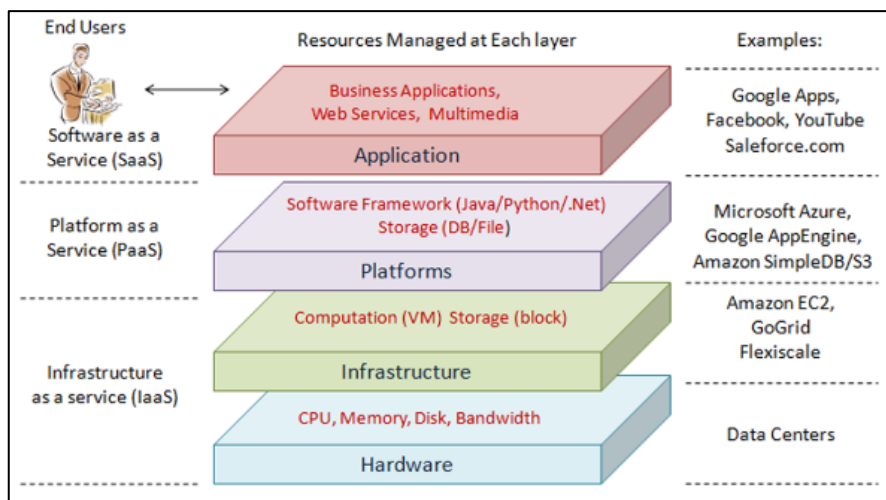 End Users
Resources Managed at Each layer
Examples:
Business Applications,
Web Services, Multimedia
Application
Software as a
Service (SaaS)
Google Apps,
Facebook, YouTube
Saleforce.com
Software Framework (Java/Python/.Net)
Storage (DB/File)
Platforms
Platform as a
Service (PaaS)
Microsoft Azure,
Google AppEngine,
Amazon SimpleDB/S3
Computation (VM) Storage (block)
Infrastructure
Amazon EC2,
GoGrid
Flexiscale
Infrastructure
as a service (IaaS)
CPU, Memory, Disk, Bandwidth
Hardware
Data Centers